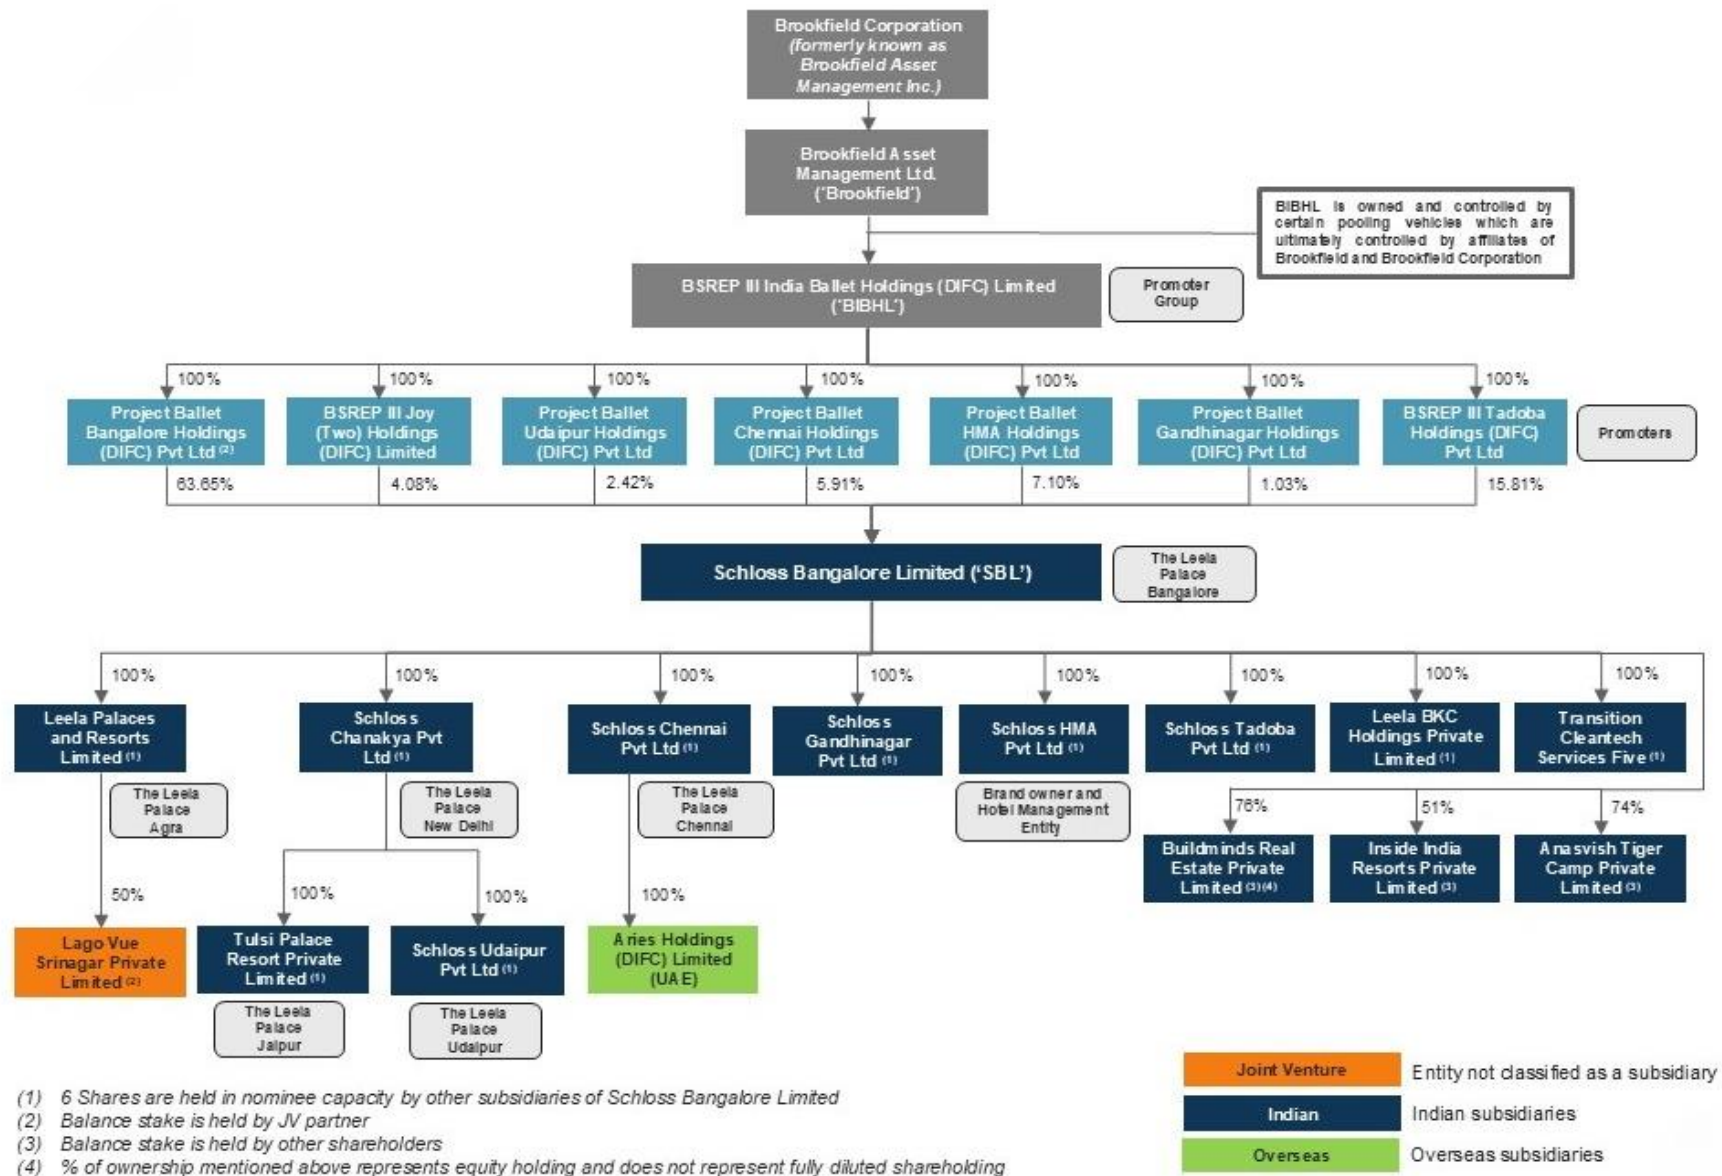 Brookfield Corporation
(formerly known as
Brookfield Asset
Management Inc.)
Brookfield Asset
Management Ltd.
('Brookfield')
BIBHL is owned and controlled by
certain pooling vehicles which are
ultimately controlled by affiliates of
Brookfield and Brookfield Corporation
BSREP III India Ballet Holdings (DIFC) Limited
('BIBHL')
Promoter
Group
100%
100%
100%
100%
100%
100%
100%
Project Ballet
Bangalore Holdings
(DIFC) Pvt Ltd (2)
BSREP III Joy
(Two) Holdings
(DIFC) Limited
Project Ballet
Udaipur Holdings
(DIFC) Pvt Ltd
Project Ballet
Chennai Holdings
(DIFC) Pvt Ltd
Project Ballet
HMA Holdings
(DIFC) Pvt Ltd
Project Ballet
Gandhinagar Holdings
(DIFC) Pvt Ltd
BSREP III Tadoba
Holdings (DIFC)
Pvt Ltd
Promoters
63.65%
4.08%
2.42%
5.91%
7.10%
1.03%
15.81%
Schloss Bangalore Limited ('SBL')
The Leela
Palace
Bangalore
100%
100%
100%
100%
100%
100%
100%
100%
Leela Palaces
and Resorts
Limited (1)
Schloss
Chanakya Pvt
Ltd (1)
Schloss Chennai
Pvt Ltd (1)
Schloss
Gandhinagar
Pvt Ltd (1)
Schloss HMA
Pvt Ltd (1)
Schloss Tadoba
Pvt Ltd (1)
Leela BKC
Holdings Private
Limited (1)
Transition
Cleantech
Services Five (1)
The Leela
Palace
Agra
The Leela
Palace
New Delhi
The Leela
Palace
Chennai
Brand owner and
Hotel Management
Entity
76%
51%
74%
Buildminds Real
Estate Private
Limited (3)(4)
Inside India
Resorts Private
Limited (3)
Anasvish Tiger
Camp Private
Limited (3)
50%
100%
100%
100%
Lago Vue
Srinagar Private
Limited (2)
Tulsi Palace
Resort Private
Limited (1)
Schloss Udaipur
Pvt Ltd (1)
Aries Holdings
(DIFC) Limited
(UAE)
The Leela
Palace
Jaipur
The Leela
Palace
Udaipur
Joint Venture Entity not classified as a subsidiary
Indian Indian subsidiaries
Overseas Overseas subsidiaries
(1) 6 Shares are held in nominee capacity by other subsidiaries of Schloss Bangalore Limited
(2) Balance stake is held by JV partner
(3) Balance stake is held by other shareholders
(4) % of ownership mentioned above represents equity holding and does not represent fully diluted shareholding